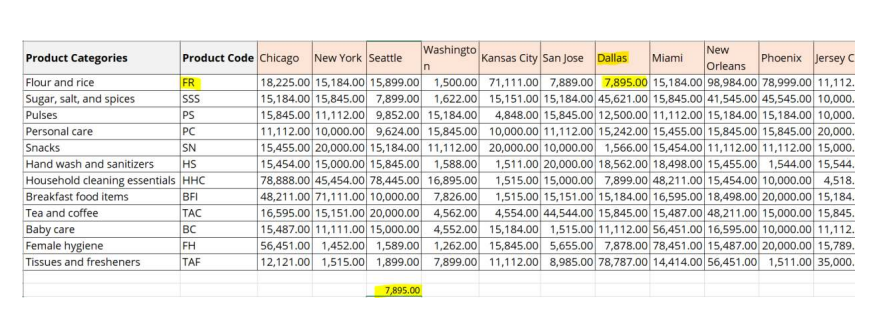 Product Categories Product Code Chicago New York Seattle Washingto n Kansas City San Jose Dallas Miami New Orleans Phoenix Jersey C
Flour and rice FR 18,225.00 15,184.00 15,899.00 1,500.00 71,111.00 7,889.00 7,895.00 15,184.00 98,984.00 78,999.00 11,112.
Sugar, salt, and spices SSS 15,184.00 15,845.00 7,899.00 1,622.00 15,151.00 15,184.00 45,621.00 15,845.00 41,545.00 45,545.00 10,000.
Pulses PS 15,845.00 11,112.00 9,852.00 15,184.00 4,848.00 15,845.00 12,500.00 11,112.00 15,184.00 15,184.00 10,000.
Personal care PC 11,112.00 10,000.00 9,624.00 15,845.00 10,000.00 11,112.00 15,242.00 15,455.00 15,845.00 15,845.00 20,000.
Snacks SN 15,455.00 20,000.00 15,184.00 11,112.00 20,000.00 10,000.00 1,566.00 15,454.00 11,112.00 11,112.00 15,000.
Hand wash and sanitizers HS 15,454.00 15,000.00 15,845.00 1,588.00 1,511.00 20,000.00 18,562.00 18,498.00 15,455.00 1,544.00 15,544.
Household cleaning essentials HHC 78,888.00 45,454.00 78,445.00 16,895.00 1,515.00 15,000.00 7,899.00 48,211.00 15,454.00 10,000.00 4,518.
Breakfast food items BFI 48,211.00 71,111.00 10,000.00 7,826.00 1,515.00 15,151.00 15,184.00 16,595.00 18,498.00 20,000.00 15,184.
Tea and coffee TAC 16,595.00 15,151.00 20,000.00 4,562.00 4,554.00 44,544.00 15,845.00 15,487.00 48,211.00 15,000.00 15,845.
Baby care BC 15,487.00 11,111.00 15,000.00 4,552.00 15,184.00 1,515.00 11,112.00 56,451.00 16,595.00 10,000.00 11,112.
Female hygiene FH 56,451.00 1,452.00 1,589.00 1,262.00 15,845.00 5,655.00 7,878.00 78,451.00 15,487.00 20,000.00 15,789.
Tissues and fresheners TAF 12,121.00 1,515.00 1,899.00 7,899.00 11,112.00 8,985.00 78,787.00 14,414.00 56,451.00 1,511.00 35,000.
7,895.00